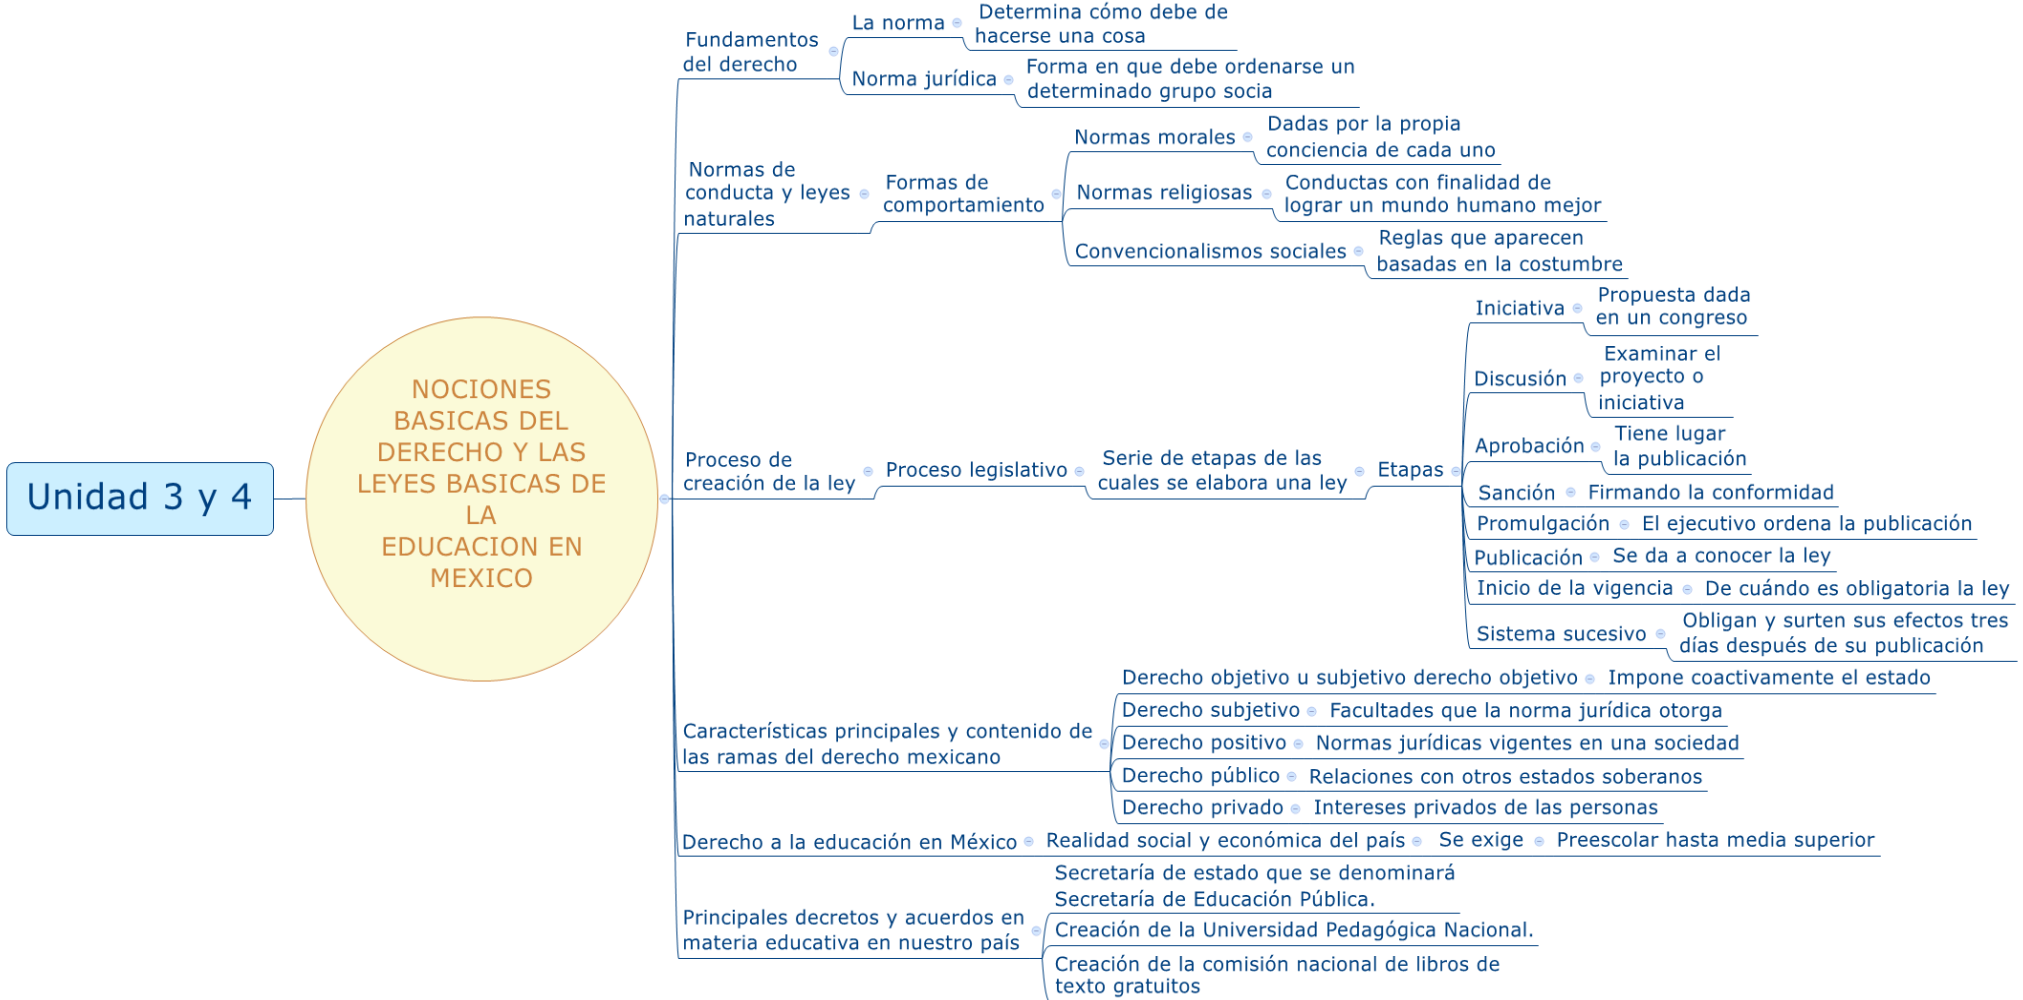 Unidad 3 y 4
NOCIONES
BASICAS DEL
DERECHO Y LAS
LEYES BASICAS DE
LA
EDUCACION EN
MEXICO
Fundamentos
del derecho
La norma
Determina cómo debe de
hacerse una cosa
Norma jurídica
Forma en que debe ordenarse un
determinado grupo socia
Normas de
conducta y leyes
naturales
Formas de
comportamiento
Normas morales
Dadas por la propia
conciencia de cada uno
Normas religiosas
Conductas con finalidad de
lograr un mundo humano mejor
Convencionalismos sociales
Reglas que aparecen
basadas en la costumbre
Proceso de
creación de la ley
Proceso legislativo
Serie de etapas de las
cuales se elabora una ley
Etapas
Iniciativa
Propuesta dada
en un congreso
Discusión
Examinar el
proyecto o
iniciativa
Aprobación
Tiene lugar
la publicación
Sanción
Firmando la conformidad
Promulgación
El ejecutivo ordena la publicación
Publicación
Se da a conocer la ley
Inicio de la vigencia
De cuándo es obligatoria la ley
Sistema sucesivo
Obligan y surten sus efectos tres
días después de su publicación
Características principales y contenido de
las ramas del derecho mexicano
Derecho objetivo u subjetivo derecho objetivo
Impone coactivamente el estado
Derecho subjetivo
Facultades que la norma jurídica otorga
Derecho positivo
Normas jurídicas vigentes en una sociedad
Derecho público
Relaciones con otros estados soberanos
Derecho privado
Intereses privados de las personas
Derecho a la educación en México
Realidad social y económica del país
Se exige
Preescolar hasta media superior
Principales decretos y acuerdos en
materia educativa en nuestro país
Secretaría de estado que se denominará
Secretaría de Educación Pública.
Creación de la Universidad Pedagógica Nacional.
Creación de la comisión nacional de libros de
texto gratuitos